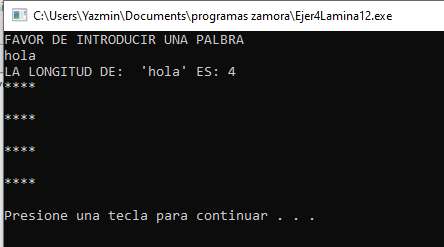 C:\Users\Yazmin\Documents\programas zamora\Ejer4Lamina12.exe
FAVOR DE INTRODUCIR UNA PALBRA
hola
LA LONGITUD DE:  'hola' ES: 4
****
****
****
****
Presione una tecla para continuar . . .